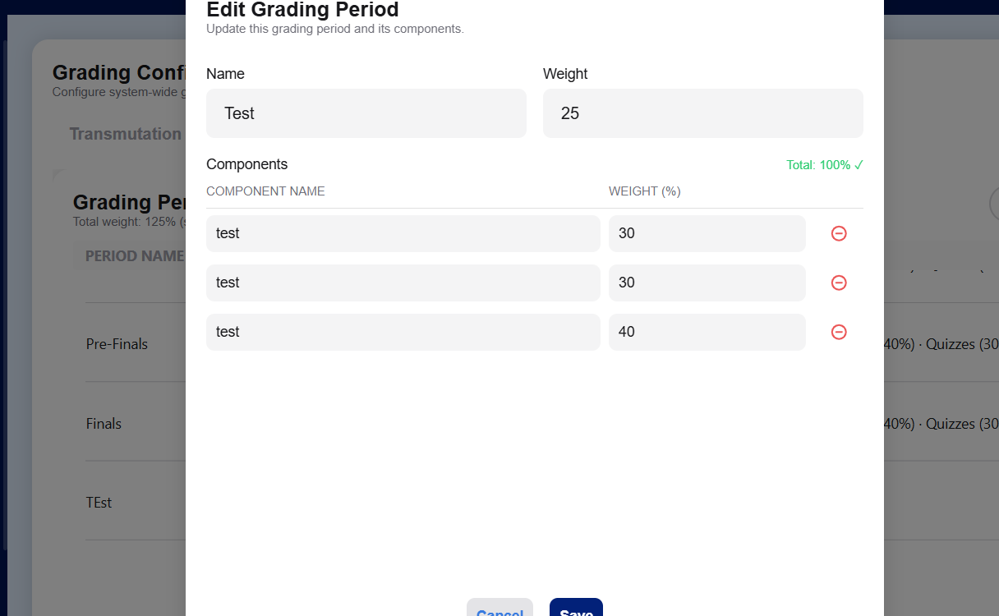 Edit Grading Period
Update this grading period and its components.
Grading Confi
Configure system-wide g
Transmutation
Grading Per
Total weight: 125% (s
PERIOD NAME
Pre-Finals
Finals
TEst
Name
Weight
Test
25
Components
Total: 100% ✓
COMPONENT NAME
WEIGHT (%)
test
30
test
30
test
40
40%) · Quizzes (30
40%) · Quizzes (30
Cancel
Save